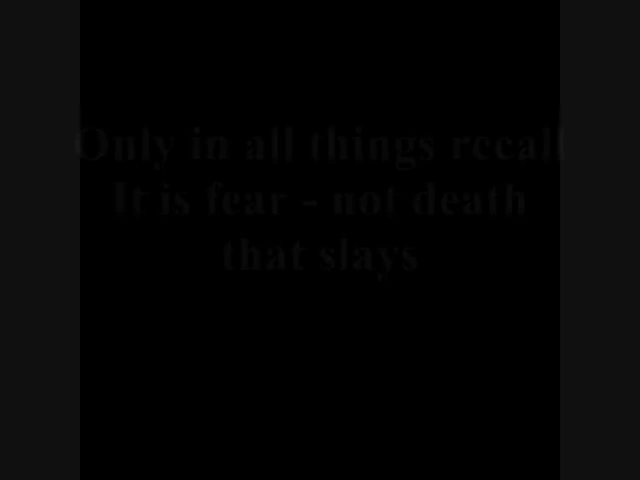 Only in all things recall
It is fear - not death
that slays